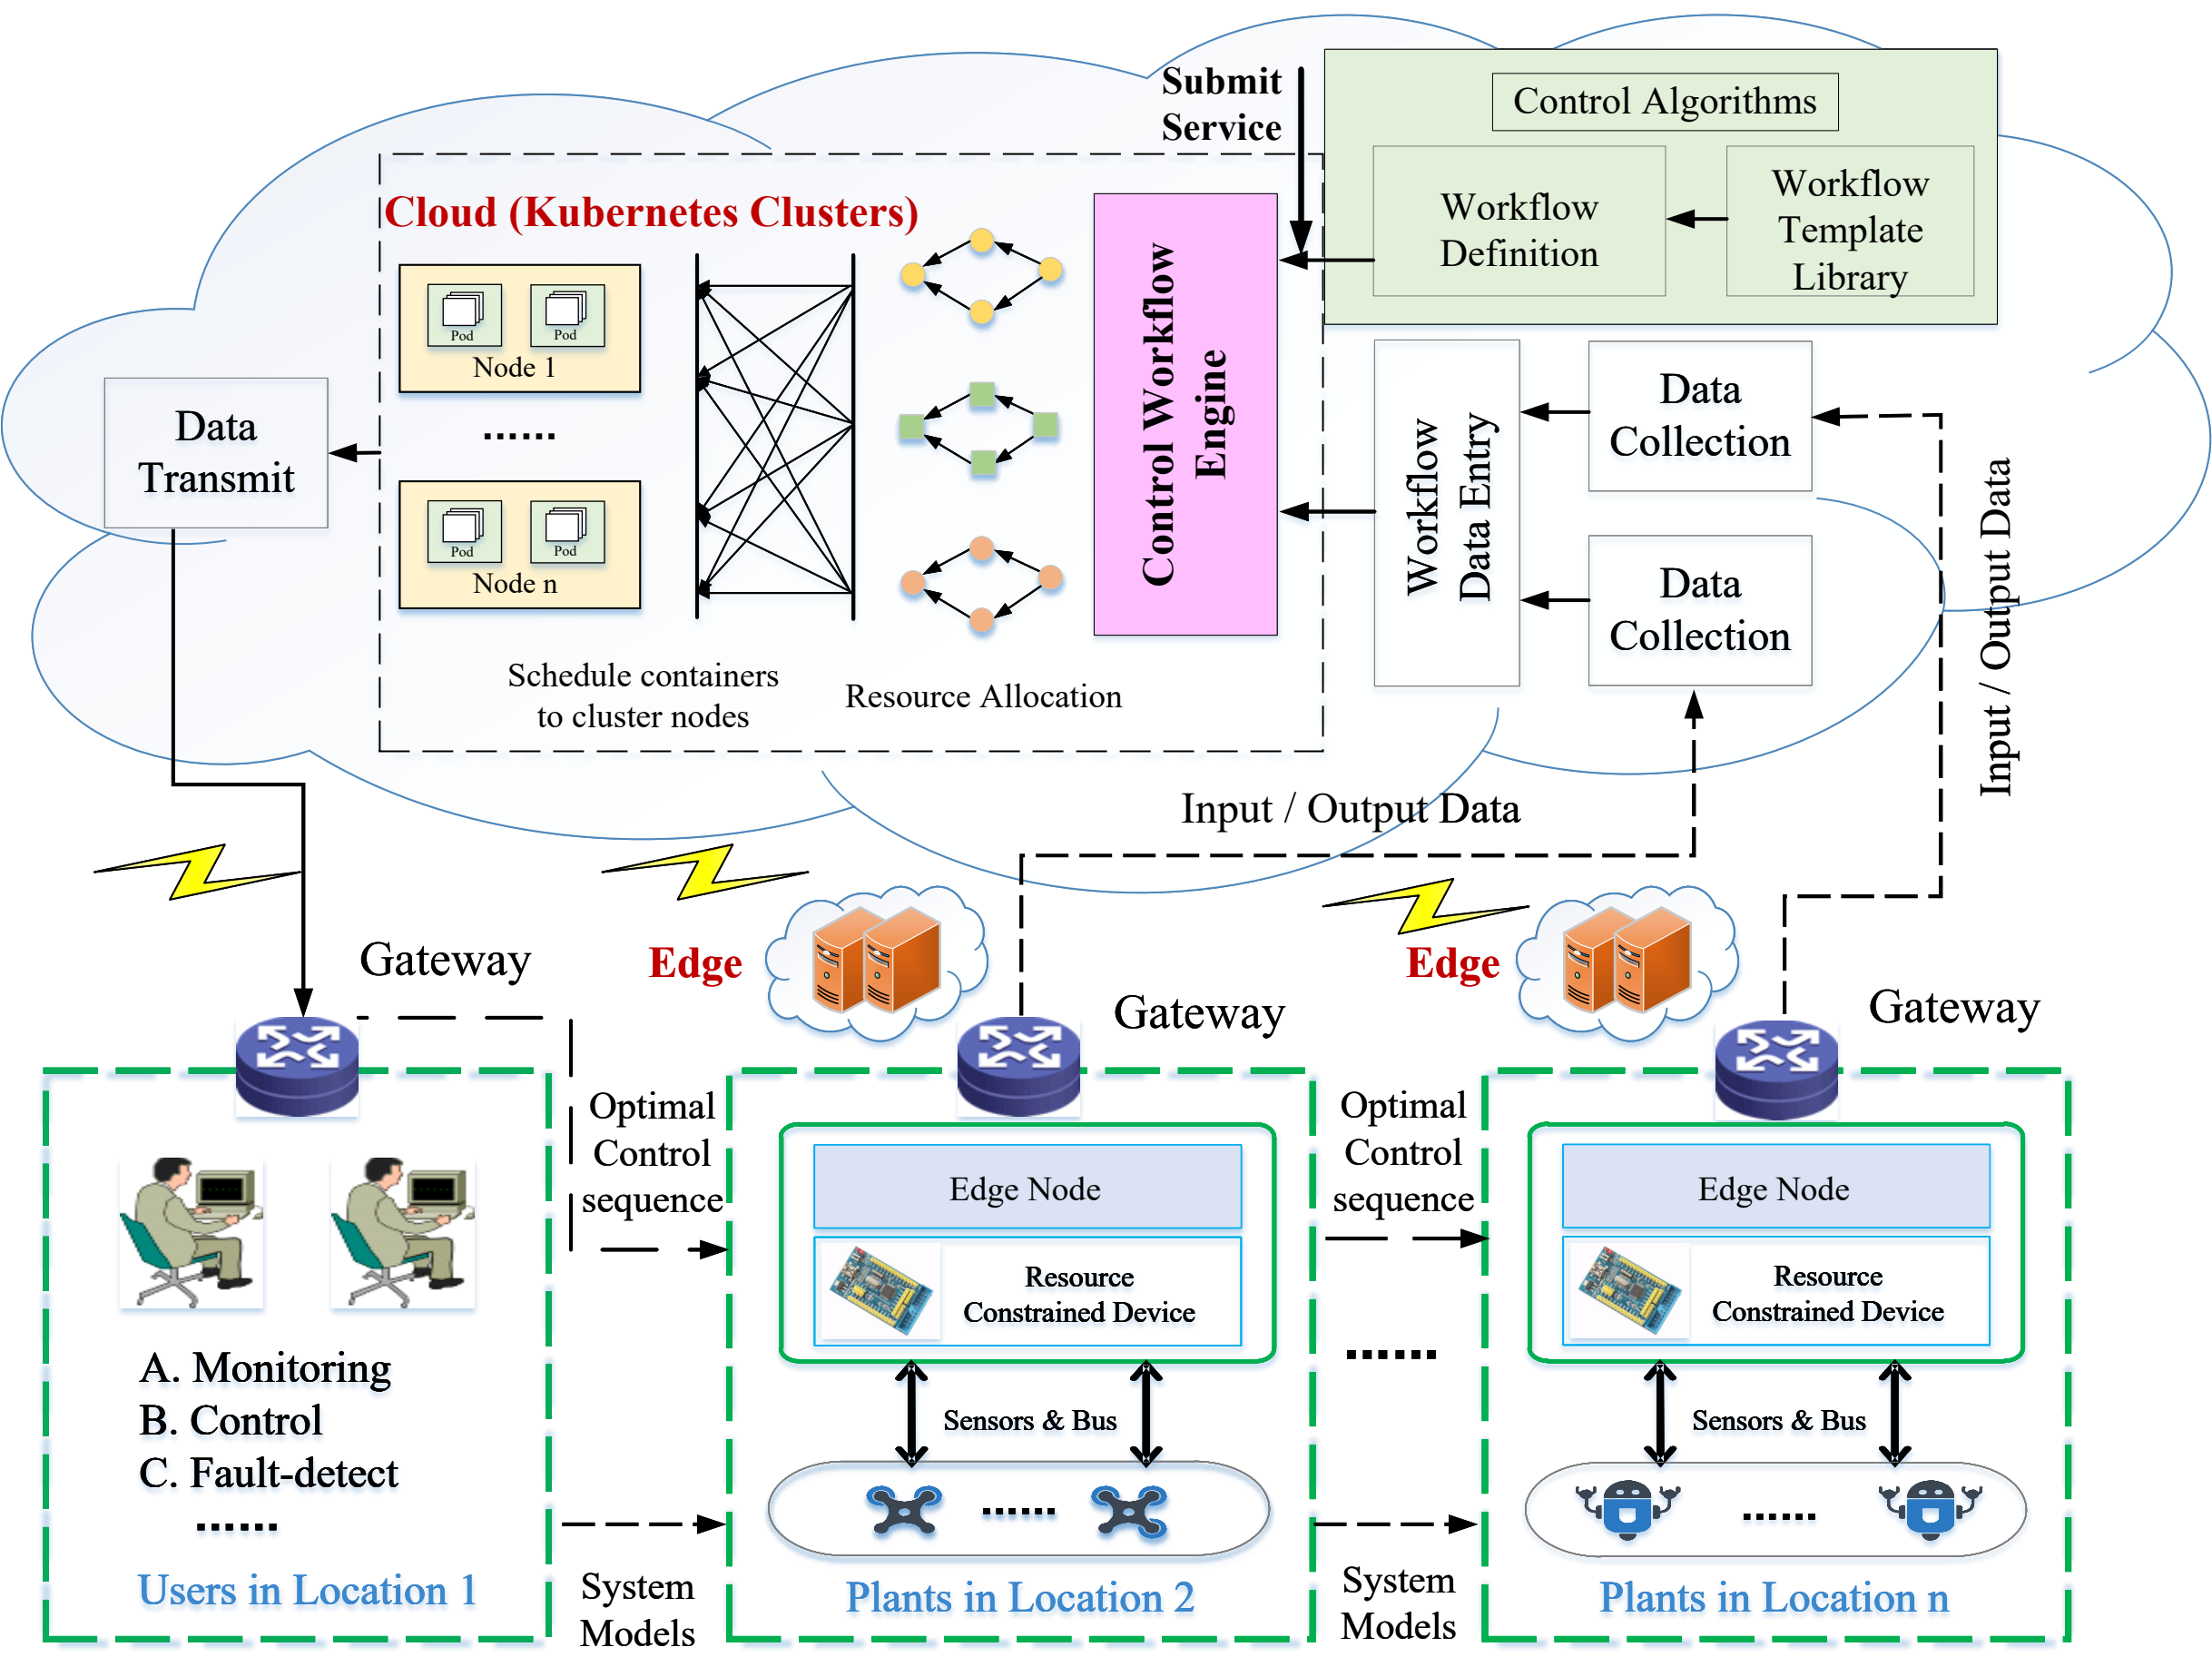 Submit
Service
Control Algorithms
Workflow
Definition
Workflow
Template
Library
Cloud (Kubernetes Clusters)
Pod
Pod
Node 1
......
Pod
Pod
Node n
Schedule containers
to cluster nodes
Resource Allocation
Control Workflow
Engine
Workflow
Data Entry
Data
Collection
Data
Collection
Data
Transmit
Input / Output Data
Input / Output Data
Gateway
Edge
Gateway
Edge
Gateway
Optimal
Control
sequence
Optimal
Control
sequence
A. Monitoring
B. Control
C. Fault-detect
......
Users in Location 1
System
Models
Edge Node
Resource
Constrained Device
Sensors & Bus
......
Plants in Location 2
......
System
Models
Edge Node
Resource
Constrained Device
Sensors & Bus
......
Plants in Location n